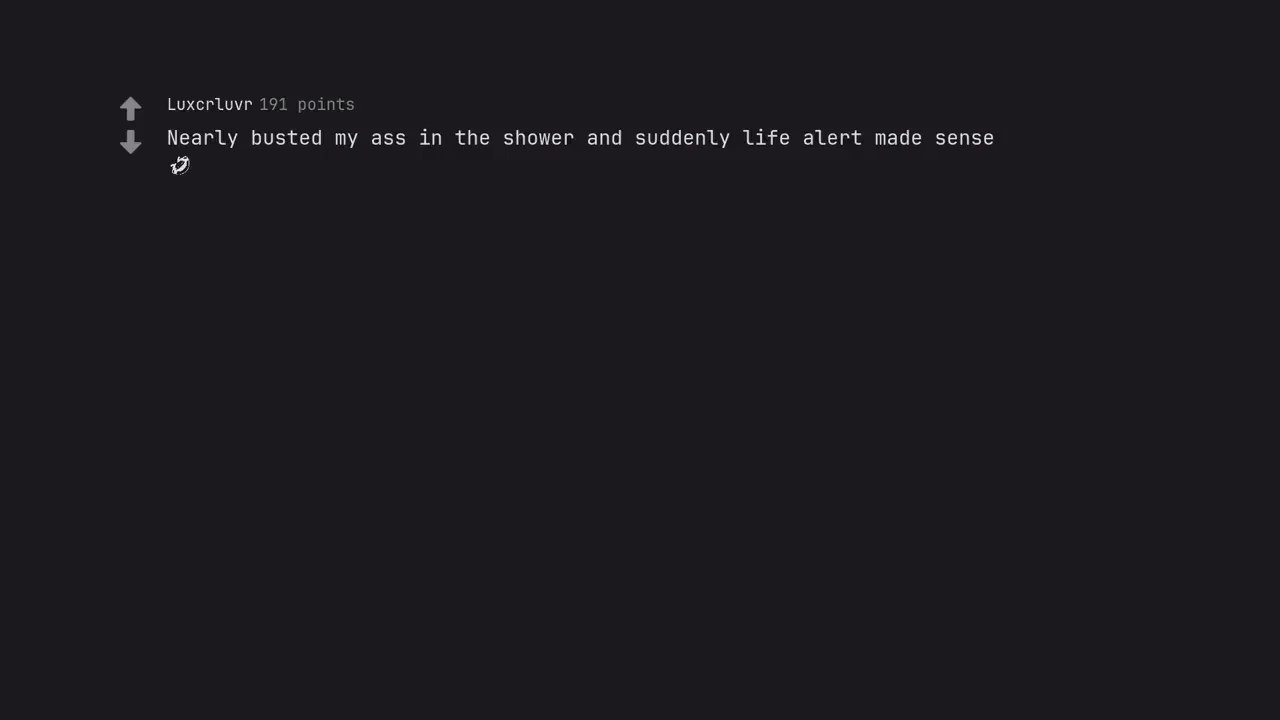 Luxcrluvr 191 points
Nearly busted my ass in the shower and suddenly life alert made sense
🤣